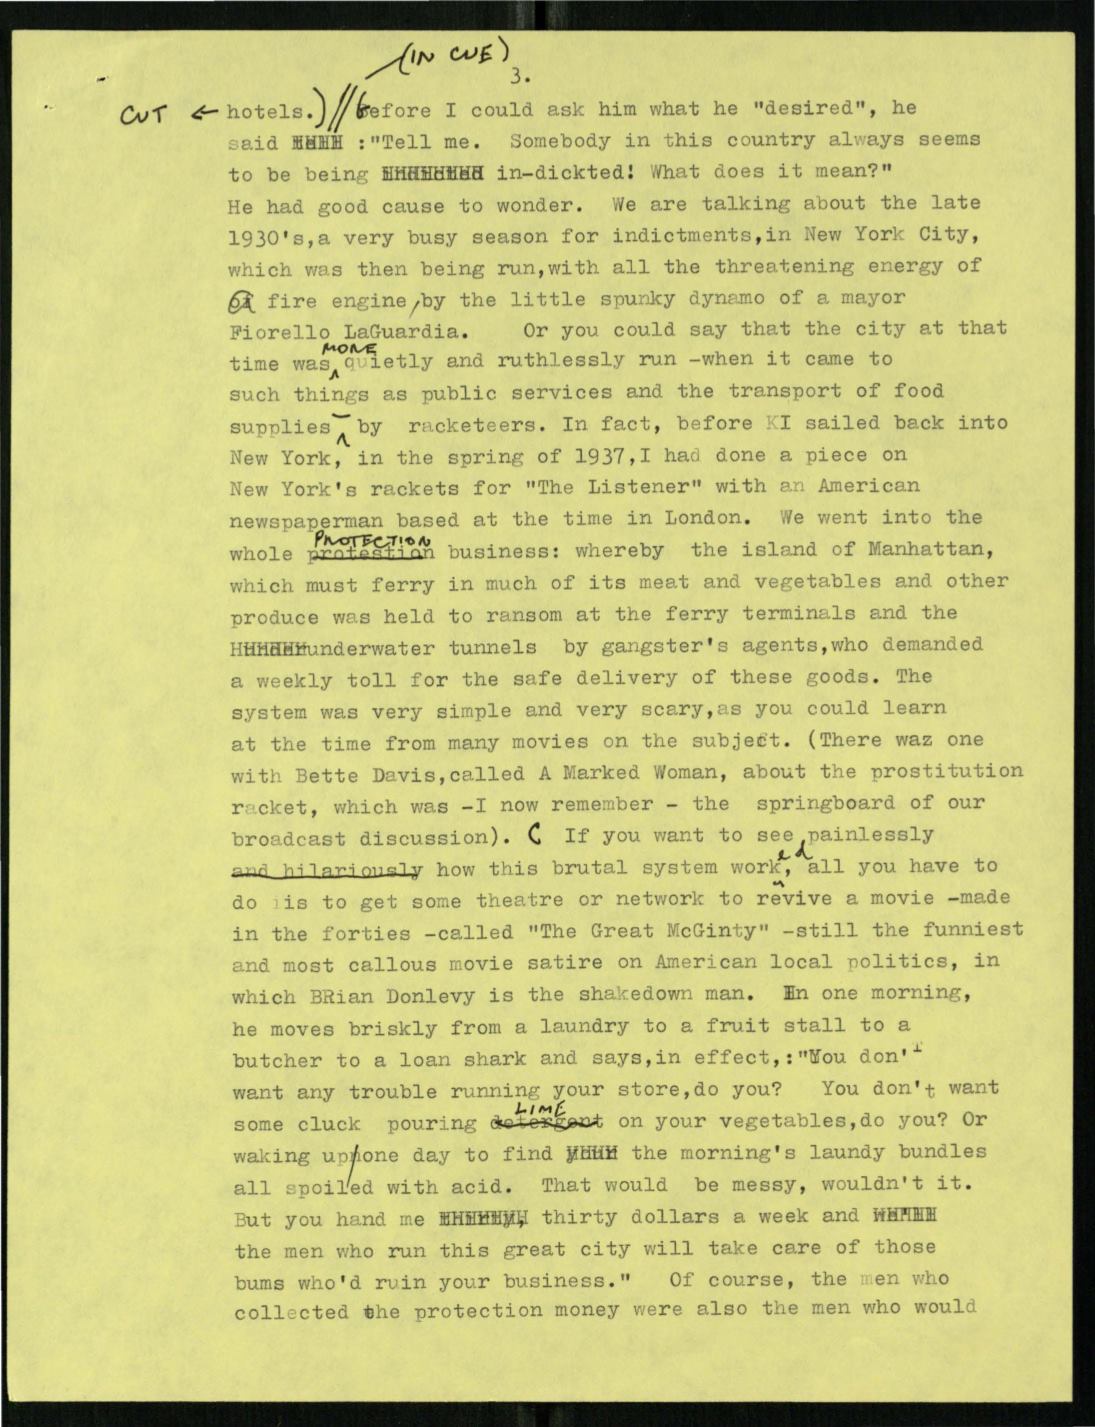 (IN CUE)
3.
CUT ← hotels.) // Before I could ask him what he "desired", he
said :"Tell me. Somebody in this country always seems
to be being in-dickted! What does it mean?"
He had good cause to wonder. We are talking about the late
1930's,a very busy season for indictments,in New York City,
which was then being run,with all the threatening energy of
a fire engine,by the little spunky dynamo of a mayor
Fiorello LaGuardia. Or you could say that the city at that
time was MORE quietly and ruthlessly run -when it came to
such things as public services and the transport of food
supplies - by racketeers. In fact, before KI sailed back into
New York, in the spring of 1937,I had done a piece on
New York's rackets for "The Listener" with an American
newspaperman based at the time in London. We went into the
PROTECTION
whole protestion business: whereby the island of Manhattan,
which must ferry in much of its meat and vegetables and other
produce was held to ransom at the ferry terminals and the
underwater tunnels by gangster's agents,who demanded
a weekly toll for the safe delivery of these goods. The
system was very simple and very scary,as you could learn
at the time from many movies on the subject. (There waz one
with Bette Davis,called A Marked Woman, about the prostitution
racket, which was -I now remember - the springboard of our
broadcast discussion). ( If you want to see,painlessly
and hilariously how this brutal system worked, all you have to
do is to get some theatre or network to revive a movie -made
in the forties -called "The Great McGinty" -still the funniest
and most callous movie satire on American local politics, in
which BRian Donlevy is the shakedown man. In one morning,
he moves briskly from a laundry to a fruit stall to a
butcher to a loan shark and says,in effect,:"You don't
want any trouble running your store,do you? You don't want
LIME
some cluck pouring detergent on your vegetables,do you? Or
waking up one day to find the morning's laundy bundles
all spoiled with acid. That would be messy, wouldn't it.
But you hand me thirty dollars a week and
the men who run this great city will take care of those
bums who'd ruin your business." Of course, the men who
collected the protection money were also the men who would